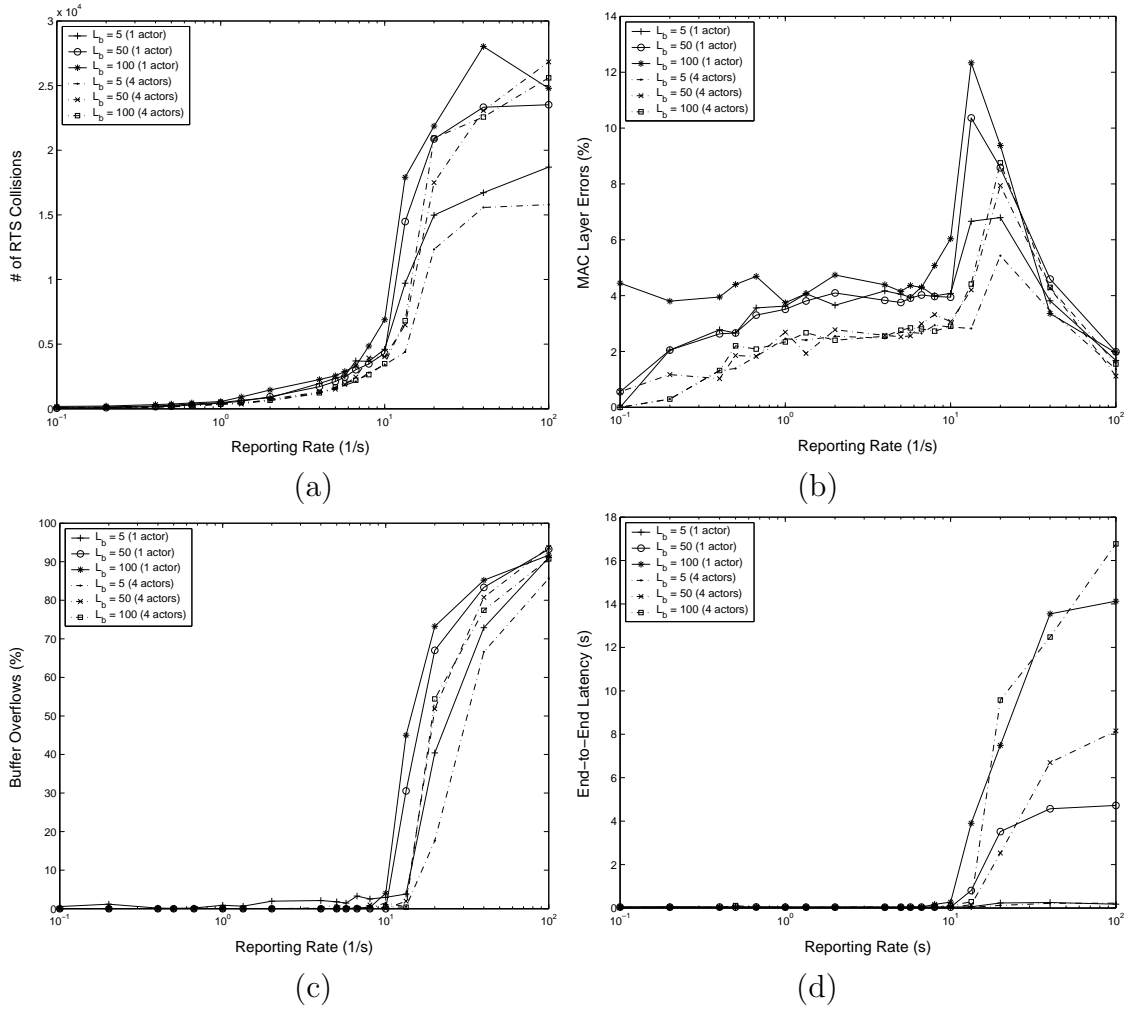 x 10^4
3
2.5
2
1.5
1
0.5
0
10^-1
10^0
10^1
10^2
# of RTS Collisions
Reporting Rate (1/s)
L_b = 5 (1 actor)
L_b = 50 (1 actor)
L_b = 100 (1 actor)
L_b = 5 (4 actors)
L_b = 50 (4 actors)
L_b = 100 (4 actors)
(a)
14
12
10
8
6
4
2
0
10^-1
10^0
10^1
10^2
MAC Layer Errors (%)
Reporting Rate (1/s)
L_b = 5 (1 actor)
L_b = 50 (1 actor)
L_b = 100 (1 actor)
L_b = 5 (4 actors)
L_b = 50 (4 actors)
L_b = 100 (4 actors)
(b)
100
90
80
70
60
50
40
30
20
10
0
10^-1
10^0
10^1
10^2
Buffer Overflows (%)
Reporting Rate (1/s)
L_b = 5 (1 actor)
L_b = 50 (1 actor)
L_b = 100 (1 actor)
L_b = 5 (4 actors)
L_b = 50 (4 actors)
L_b = 100 (4 actors)
(c)
18
16
14
12
10
8
6
4
2
0
10^-1
10^0
10^1
10^2
End-to-End Latency (s)
Reporting Rate (s)
L_b = 5 (1 actor)
L_b = 50 (1 actor)
L_b = 100 (1 actor)
L_b = 5 (4 actors)
L_b = 50 (4 actors)
L_b = 100 (4 actors)
(d)